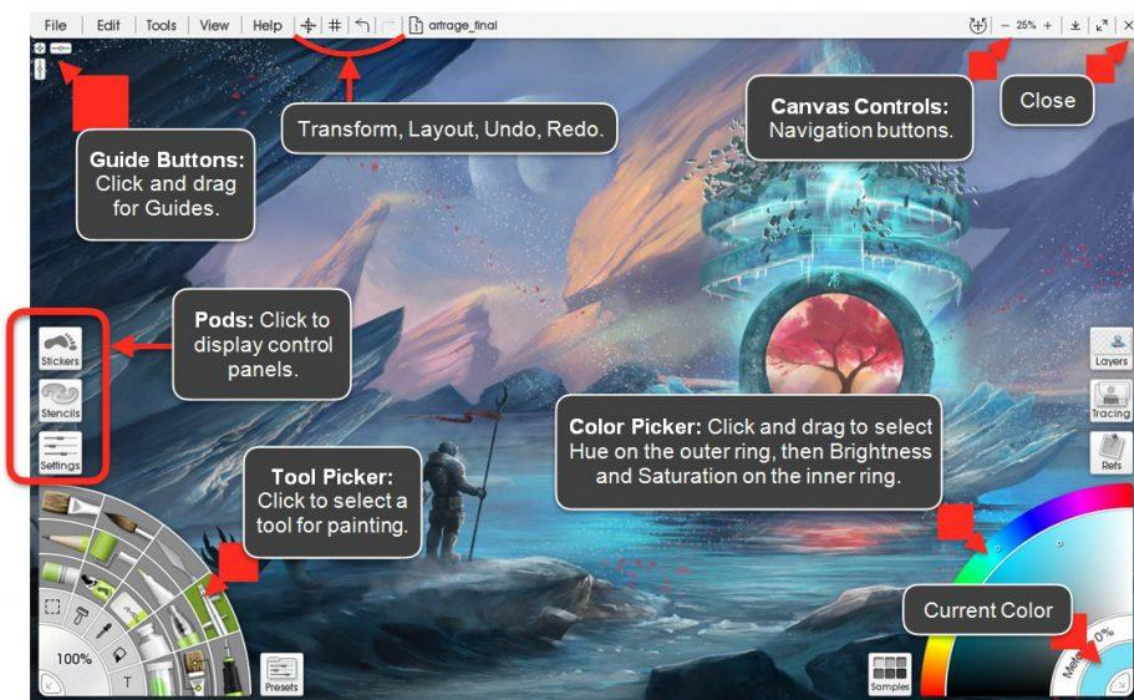 File Edit Tools View Help artrage_final − 25% +
Transform, Layout, Undo, Redo.
Canvas Controls:
Navigation buttons.
Close
Guide Buttons:
Click and drag
for Guides.
Pods: Click to
display control
panels.
Stickers
Stencils
Settings
Layers
Tracing
Refs
Color Picker: Click and drag to select
Hue on the outer ring, then Brightness
and Saturation on the inner ring.
Tool Picker:
Click to select a
tool for painting.
Current Color
100%
T
Presets
Samples
0%